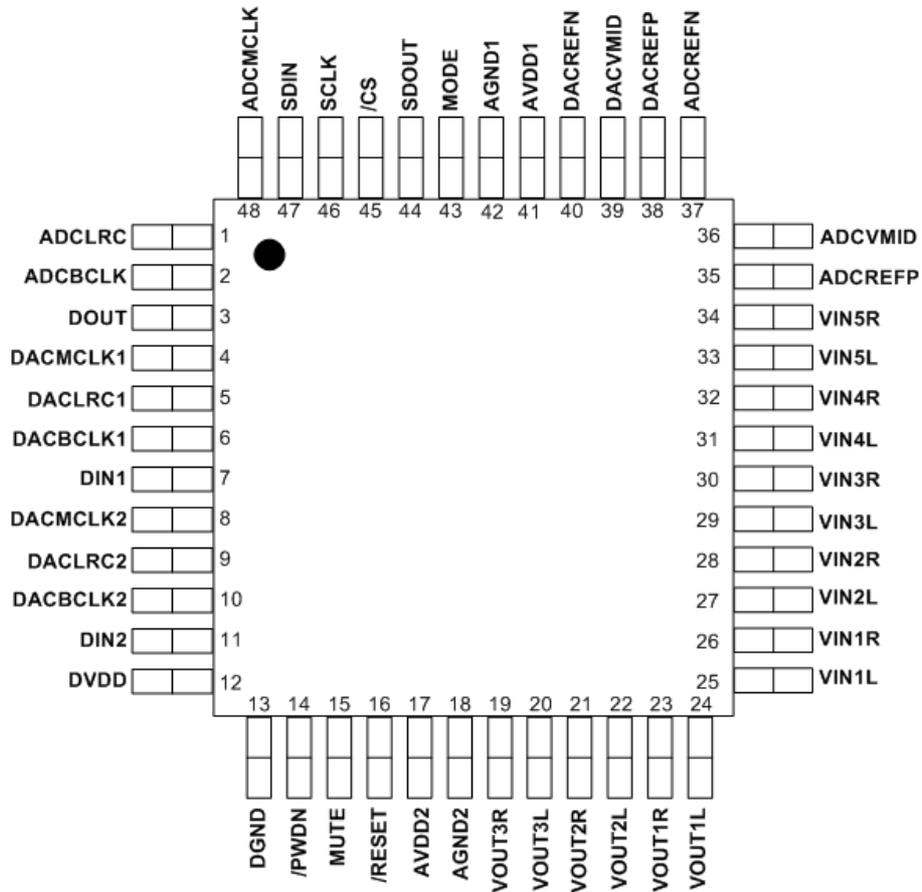 ADCMCLK SDIN SCLK /CS SDOUT MODE AGND1 AVDD1 DACREFN DACVMID DACREFP ADCREFN
48 47 46 45 44 43 42 41 40 39 38 37
ADCLRC 1 36 ADCVMID
ADCBCLK 2 35 ADCREFP
DOUT 3 34 VIN5R
DACMCLK1 4 33 VIN5L
DACLRC1 5 32 VIN4R
DACBCLK1 6 31 VIN4L
DIN1 7 30 VIN3R
DACMCLK2 8 29 VIN3L
DACLRC2 9 28 VIN2R
DACBCLK2 10 27 VIN2L
DIN2 11 26 VIN1R
DVDD 12 25 VIN1L
13 14 15 16 17 18 19 20 21 22 23 24
DGND /PWDN MUTE /RESET AVDD2 AGND2 VOUT3R VOUT3L VOUT2R VOUT2L VOUT1R VOUT1L